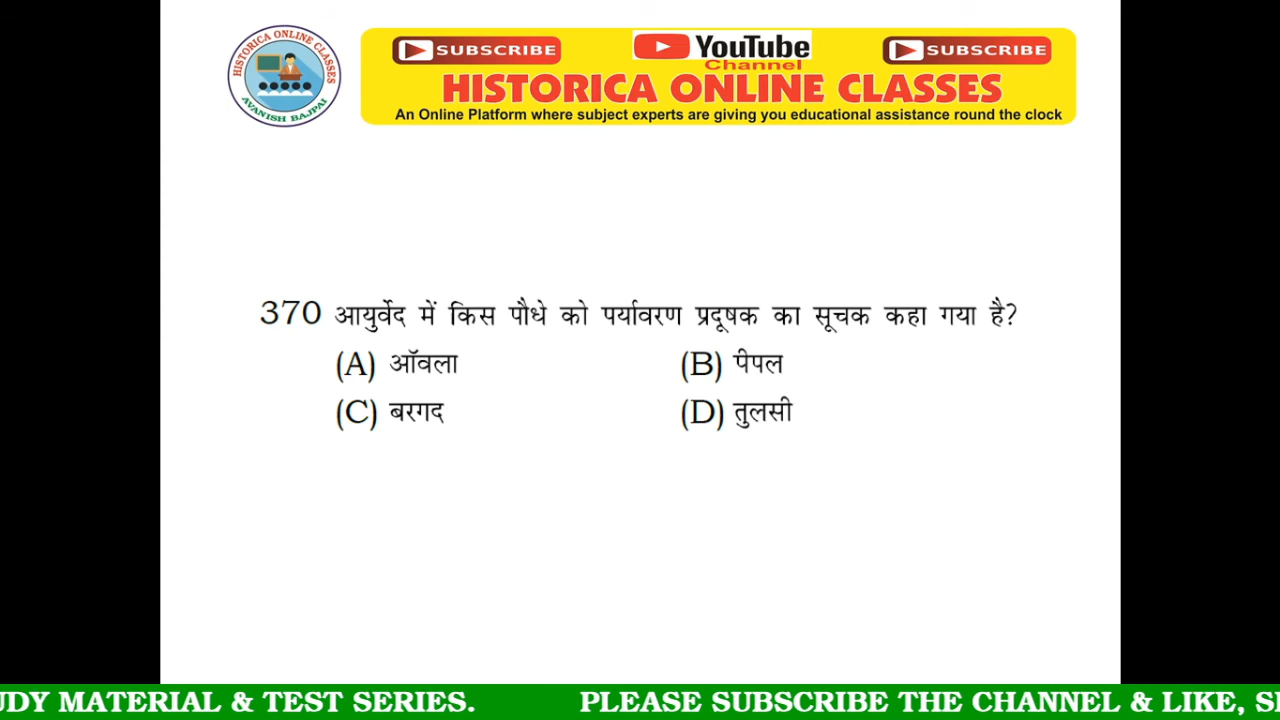 HISTORICA ONLINE CLASSES
AVANISH BAJPAI
SUBSCRIBE
YouTube
Channel
SUBSCRIBE
HISTORICA ONLINE CLASSES
An Online Platform where subject experts are giving you educational assistance round the clock
370 आयुर्वेद में किस पौधे को पर्यावरण प्रदूषक का सूचक कहा गया है?
(A) ऑवला (B) पीपल
(C) बरगद (D) तुलसी
UDY MATERIAL & TEST SERIES. PLEASE SUBSCRIBE THE CHANNEL & LIKE,